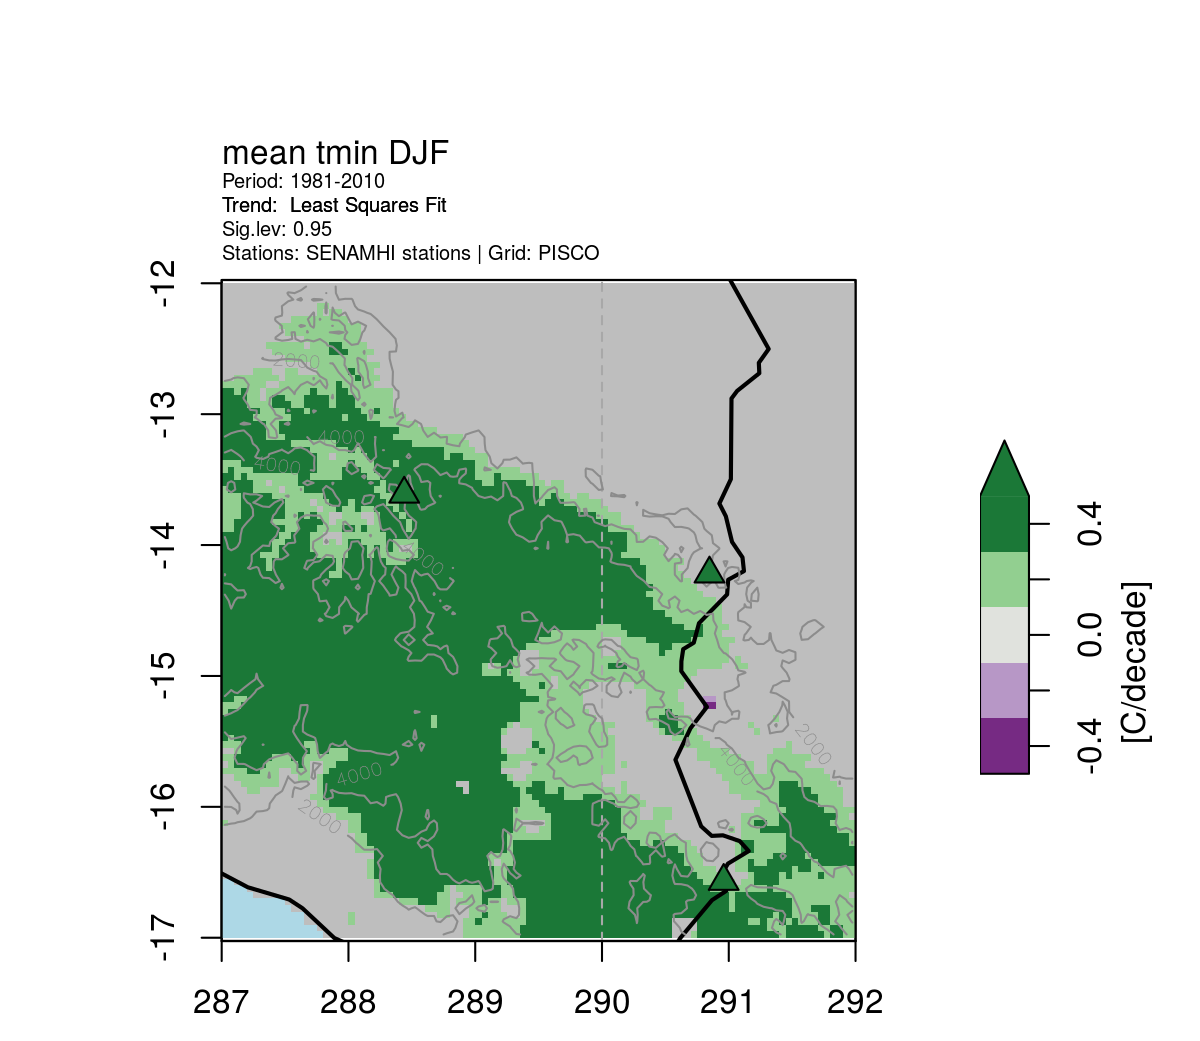 mean tmin DJF
Period: 1981-2010
Trend:  Least Squares Fit
Sig.lev: 0.95
Stations: SENAMHI stations | Grid: PISCO
-12
-13
-14
-15
-16
-17
287 288 289 290 291 292
2000
4000
4000
2000
4000
2000
4000
2000
0.4
0.0
-0.4
[C/decade]